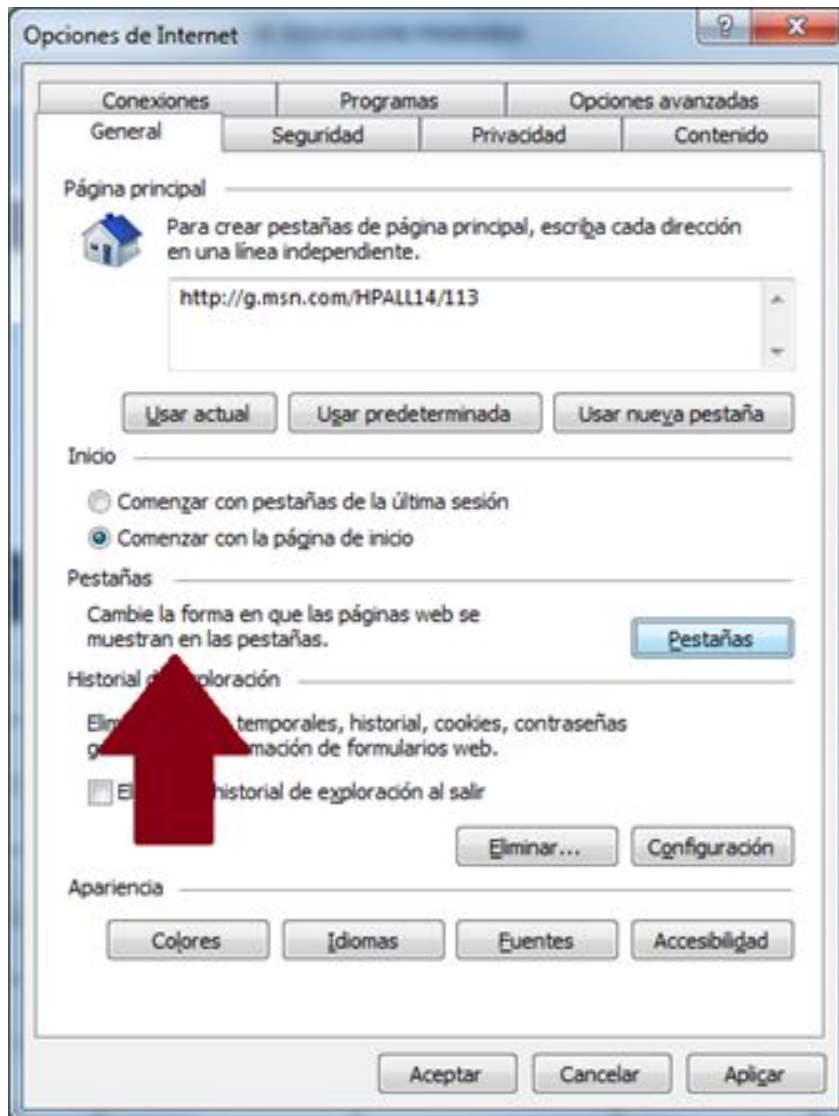 Opciones de Internet
Conexiones Programas Opciones avanzadas
General Seguridad Privacidad Contenido
Página principal
Para crear pestañas de página principal, escriba cada dirección
en una línea independiente.
http://g.msn.com/HPALL14/113
Usar actual Usar predeterminada Usar nueva pestaña
Inicio
Comenzar con pestañas de la última sesión
Comenzar con la página de inicio
Pestañas
Cambie la forma en que las páginas web se
muestran en las pestañas.
Pestañas
Historial
temporales, historial, cookies, contraseñas
de formularios web.
historial de exploración al salir
Eliminar... Configuración
Apariencia
Colores Idiomas Fuentes Accesibilidad
Aceptar Cancelar Aplicar